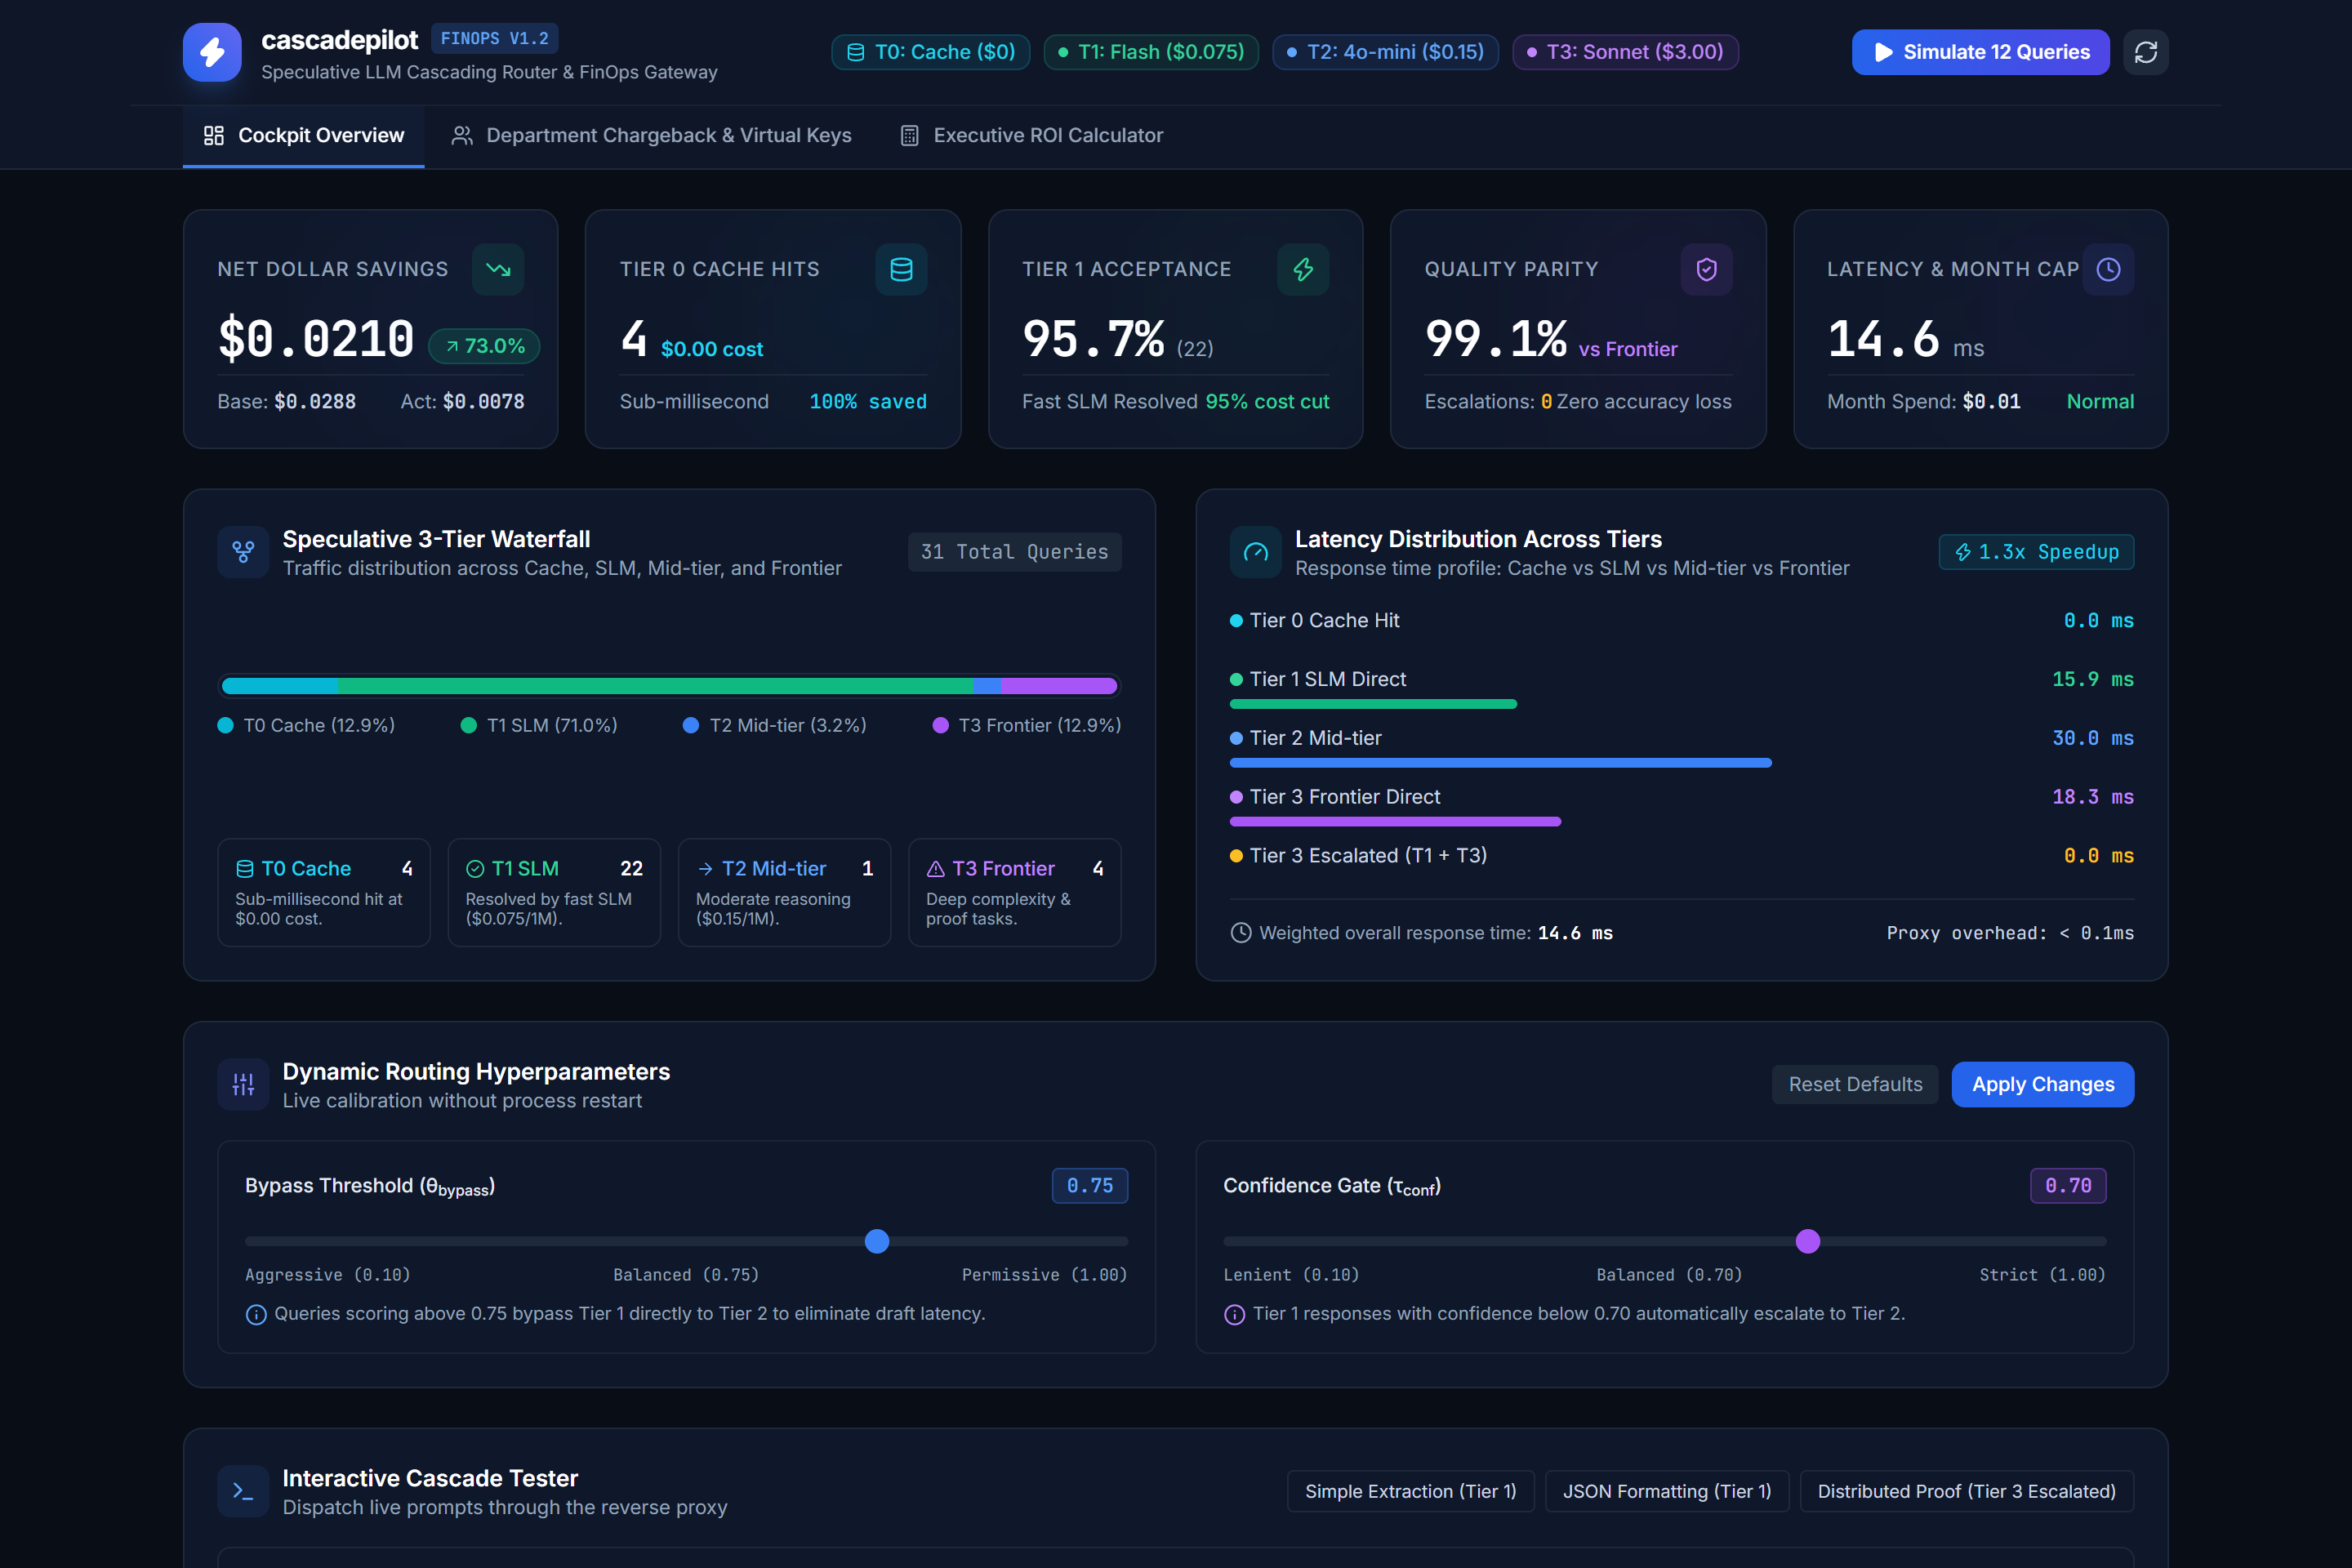 cascadepilot FINOPS V1.2
Speculative LLM Cascading Router & FinOps Gateway
T0: Cache ($0) T1: Flash ($0.075) T2: 4o-mini ($0.15) T3: Sonnet ($3.00)
Simulate 12 Queries
Cockpit Overview Department Chargeback & Virtual Keys Executive ROI Calculator
NET DOLLAR SAVINGS
$0.0210 73.0%
Base: $0.0288 Act: $0.0078
TIER 0 CACHE HITS
4 $0.00 cost
Sub-millisecond 100% saved
TIER 1 ACCEPTANCE
95.7% (22)
Fast SLM Resolved 95% cost cut
QUALITY PARITY
99.1% vs Frontier
Escalations: 0 Zero accuracy loss
LATENCY & MONTH CAP
14.6 ms
Month Spend: $0.01 Normal
Speculative 3-Tier Waterfall
Traffic distribution across Cache, SLM, Mid-tier, and Frontier
31 Total Queries
T0 Cache (12.9%) T1 SLM (71.0%) T2 Mid-tier (3.2%) T3 Frontier (12.9%)
T0 Cache 4
Sub-millisecond hit at
$0.00 cost.
T1 SLM 22
Resolved by fast SLM
($0.075/1M).
T2 Mid-tier 1
Moderate reasoning
($0.15/1M).
T3 Frontier 4
Deep complexity &
proof tasks.
Latency Distribution Across Tiers
Response time profile: Cache vs SLM vs Mid-tier vs Frontier
1.3x Speedup
Tier 0 Cache Hit 0.0 ms
Tier 1 SLM Direct 15.9 ms
Tier 2 Mid-tier 30.0 ms
Tier 3 Frontier Direct 18.3 ms
Tier 3 Escalated (T1 + T3) 0.0 ms
Weighted overall response time: 14.6 ms Proxy overhead: < 0.1ms
Dynamic Routing Hyperparameters
Live calibration without process restart
Reset Defaults Apply Changes
Bypass Threshold (θbypass) 0.75
Aggressive (0.10) Balanced (0.75) Permissive (1.00)
Queries scoring above 0.75 bypass Tier 1 directly to Tier 2 to eliminate draft latency.
Confidence Gate (τconf) 0.70
Lenient (0.10) Balanced (0.70) Strict (1.00)
Tier 1 responses with confidence below 0.70 automatically escalate to Tier 2.
Interactive Cascade Tester
Dispatch live prompts through the reverse proxy
Simple Extraction (Tier 1) JSON Formatting (Tier 1) Distributed Proof (Tier 3 Escalated)